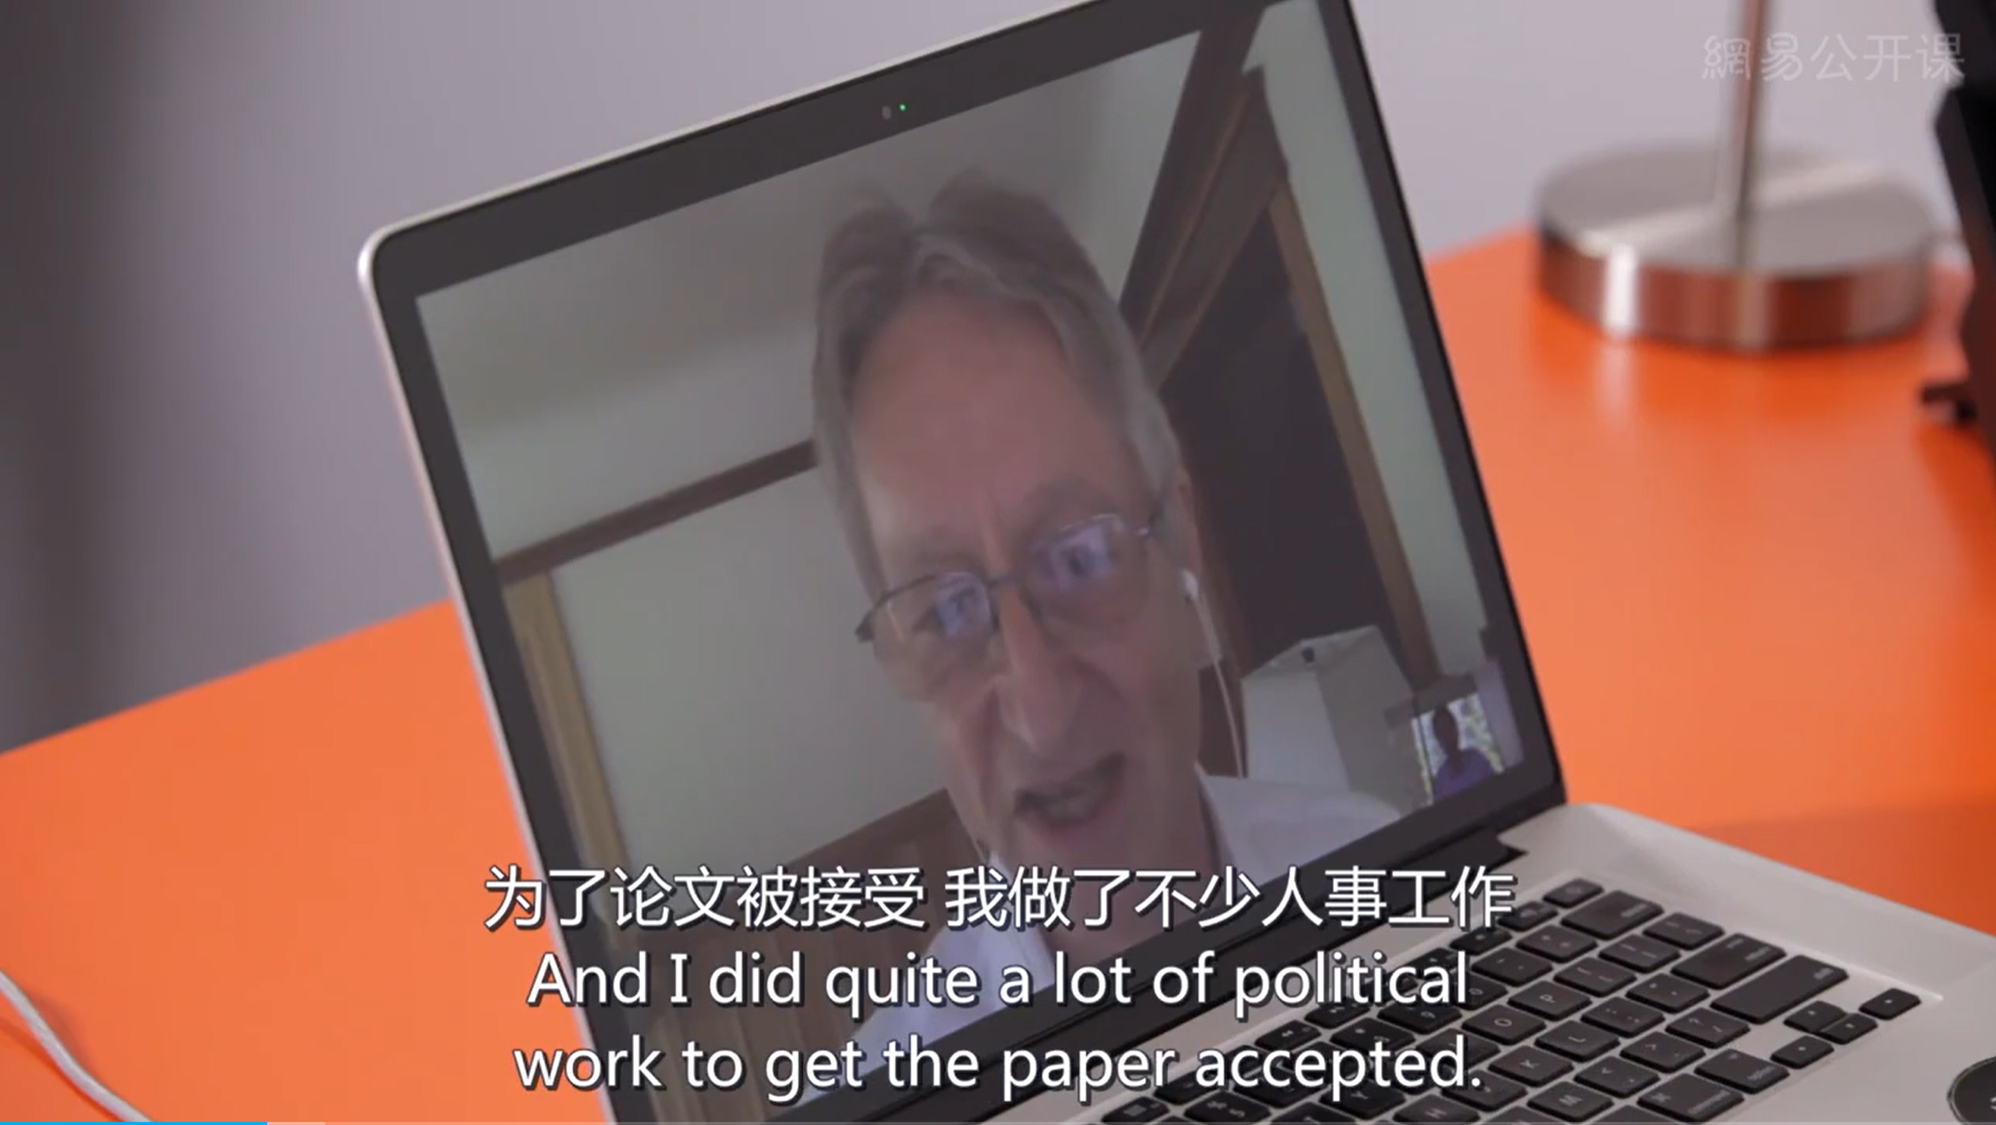 網易公开课
为了论文被接受 我做了不少人事工作
And I did quite a lot of political
work to get the paper accepted.